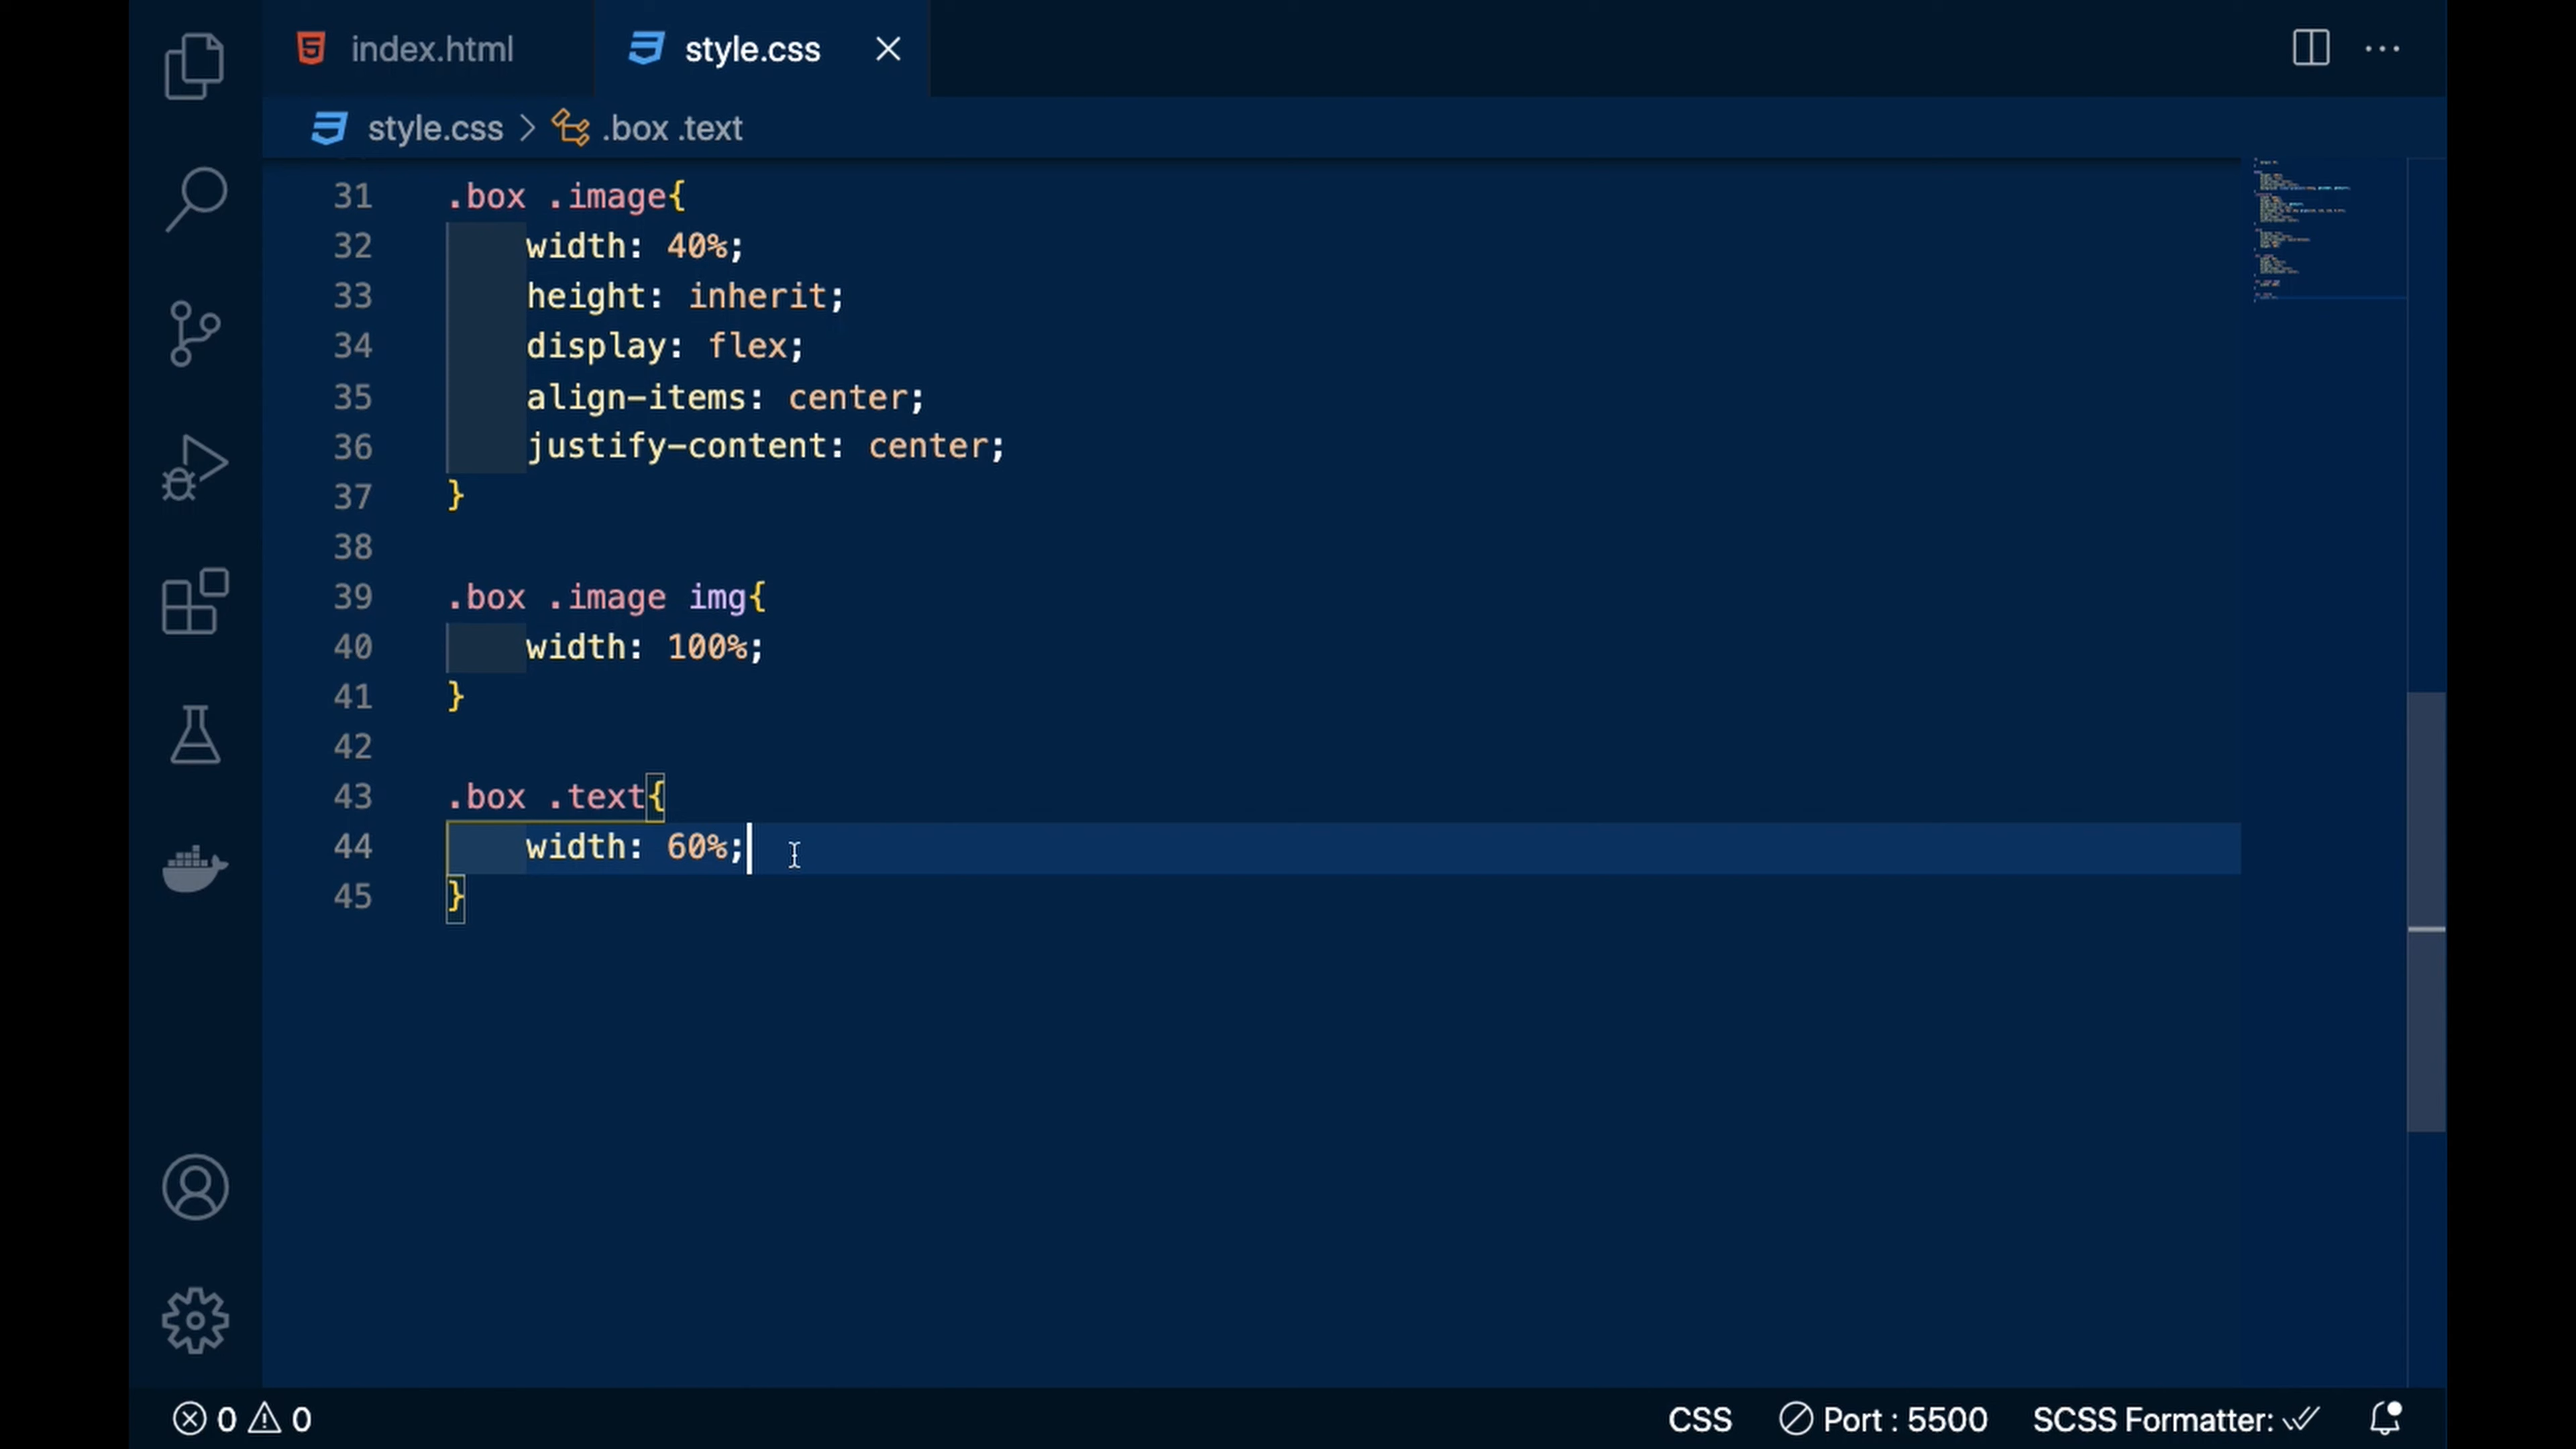 index.html
style.css
style.css > .box .text
31 .box .image{
32 width: 40%;
33 height: inherit;
34 display: flex;
35 align-items: center;
36 justify-content: center;
37 }
38
39 .box .image img{
40 width: 100%;
41 }
42
43 .box .text{
44 width: 60%;
45 }
0 0
CSS
Port : 5500
SCSS Formatter: